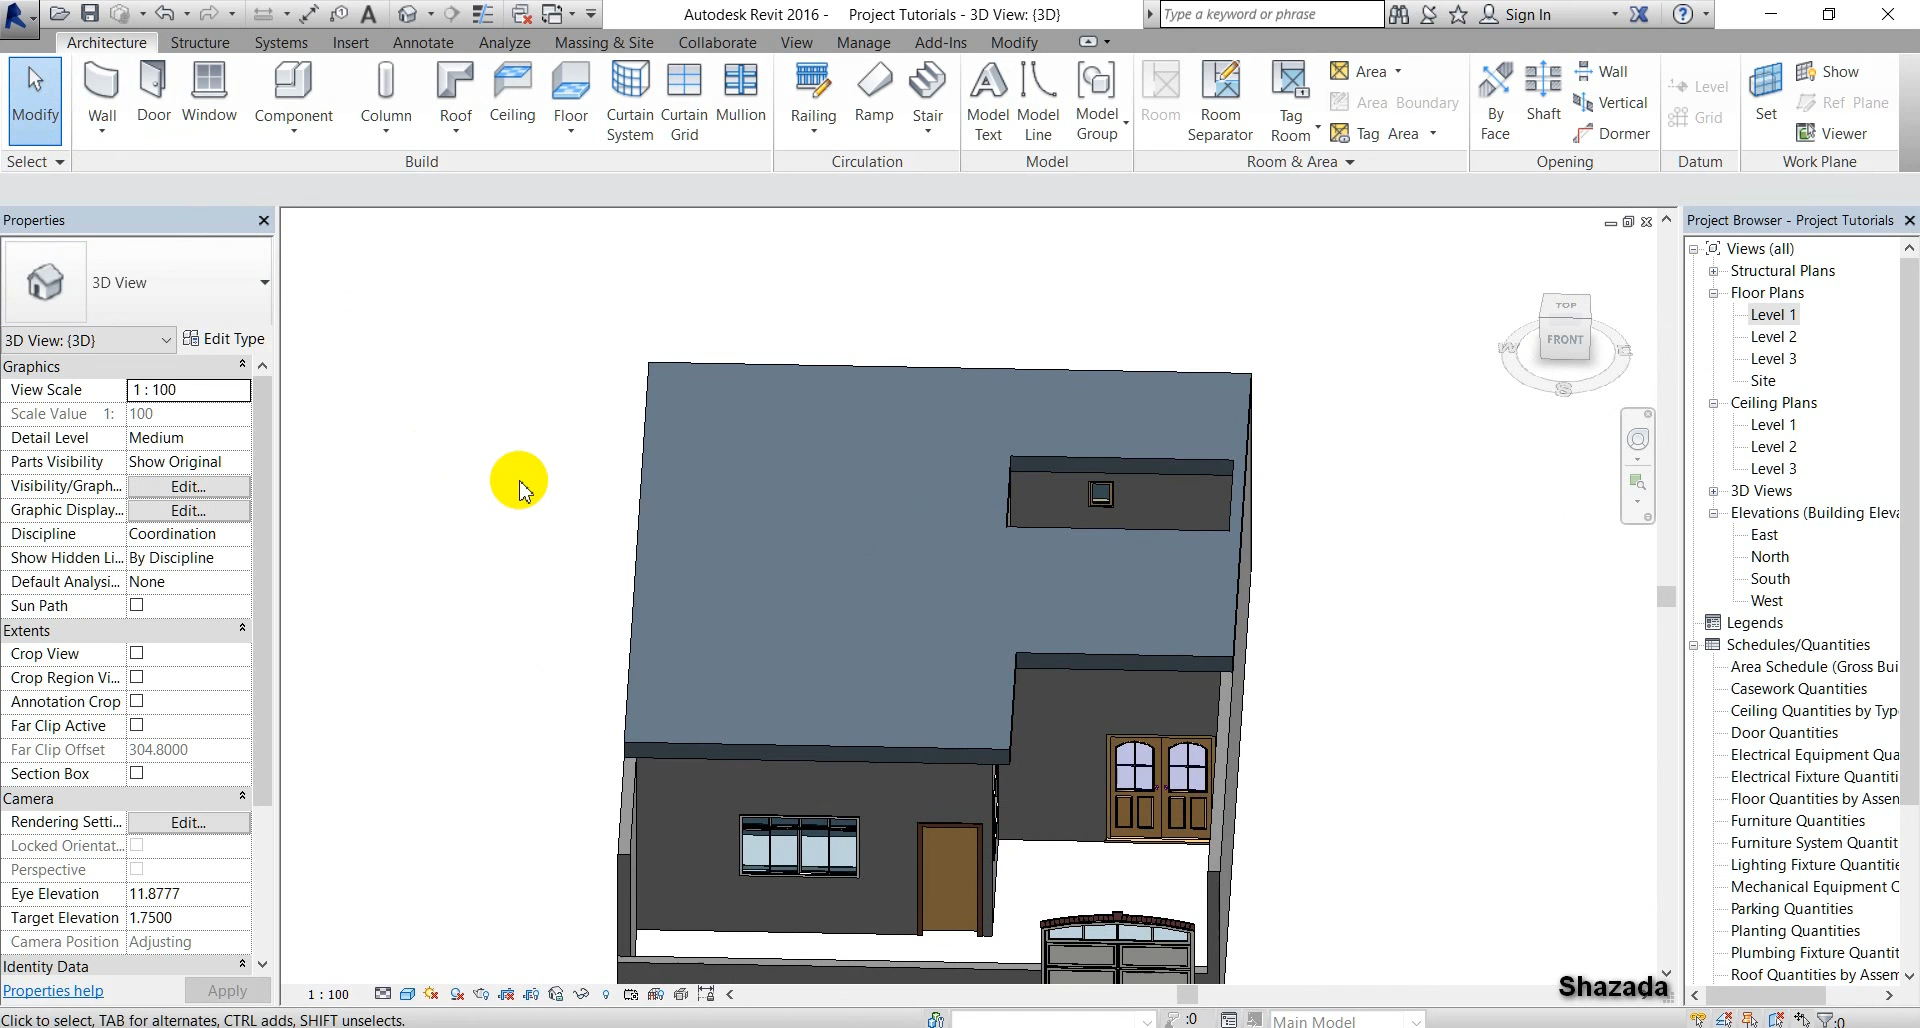 Autodesk Revit 2016 - Project Tutorials - 3D View: {3D}
Type a keyword or phrase
Sign In
Architecture Structure Systems Insert Annotate Analyze Massing & Site Collaborate View Manage Add-Ins Modify
Modify Wall Door Window Component Column Roof Ceiling Floor Curtain System Curtain Grid Mullion Railing Ramp Stair Model Text Model Line Model Group Room Room Separator Tag Room Area Area Boundary Tag Area By Face Shaft Wall Vertical Dormer Level Grid Set Show Ref Plane Viewer
Select Build Circulation Model Room & Area Opening Datum Work Plane
Properties
3D View
3D View: {3D} Edit Type
Graphics
View Scale 1 : 100
Scale Value 1: 100
Detail Level Medium
Parts Visibility Show Original
Visibility/Graph... Edit...
Graphic Display... Edit...
Discipline Coordination
Show Hidden Li... By Discipline
Default Analysi... None
Sun Path
Extents
Crop View
Crop Region Vi...
Annotation Crop
Far Clip Active
Far Clip Offset 304.8000
Section Box
Camera
Rendering Setti... Edit...
Locked Orientat...
Perspective
Eye Elevation 11.8777
Target Elevation 1.7500
Camera Position Adjusting
Identity Data
Properties help Apply
TOP
FRONT
W E
S
Project Browser - Project Tutorials
Views (all)
Structural Plans
Floor Plans
Level 1
Level 2
Level 3
Site
Ceiling Plans
Level 1
Level 2
Level 3
3D Views
Elevations (Building Eleva
East
North
South
West
Legends
Schedules/Quantities
Area Schedule (Gross Bui
Casework Quantities
Ceiling Quantities by Typ
Door Quantities
Electrical Equipment Qua
Electrical Fixture Quantiti
Floor Quantities by Assen
Furniture Quantities
Furniture System Quantiti
Lighting Fixture Quantitie
Mechanical Equipment C
Parking Quantities
Planting Quantities
Plumbing Fixture Quantit
Roof Quantities by Assem
Shazada
1 : 100
Click to select, TAB for alternates, CTRL adds, SHIFT unselects.
:0 Main Model :0